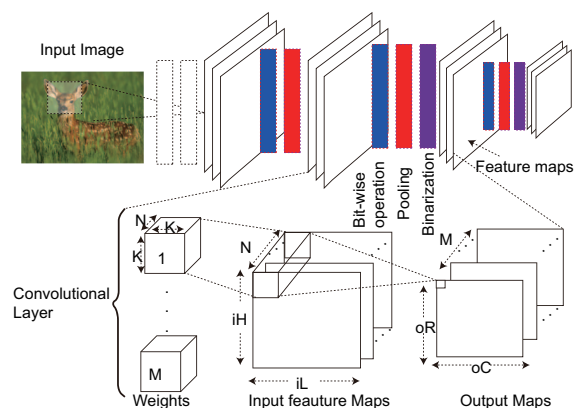 Input Image
Feature maps
Bit-wise
operation
Pooling
Binarization
N
K
K
1
Convolutional
Layer
M
Weights
N
iH
iL
Input feauture Maps
M
oR
oC
Output Maps